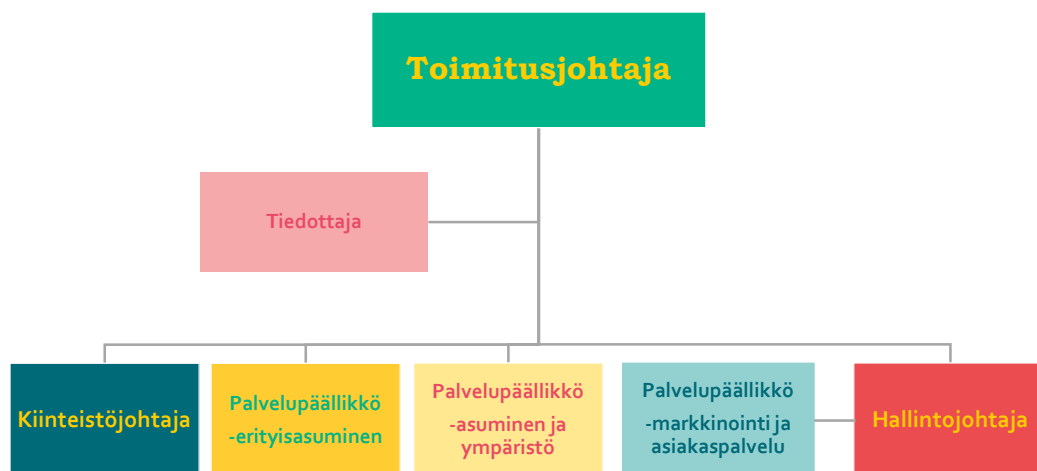 Toimitusjohtaja
Tiedottaja
Kiinteistöjohtaja
Palvelupäällikkö
-erityisasuminen
Palvelupäällikkö
-asuminen ja
ympäristö
Palvelupäällikkö
-markkinointi ja
asiakaspalvelu
Hallintojohtaja